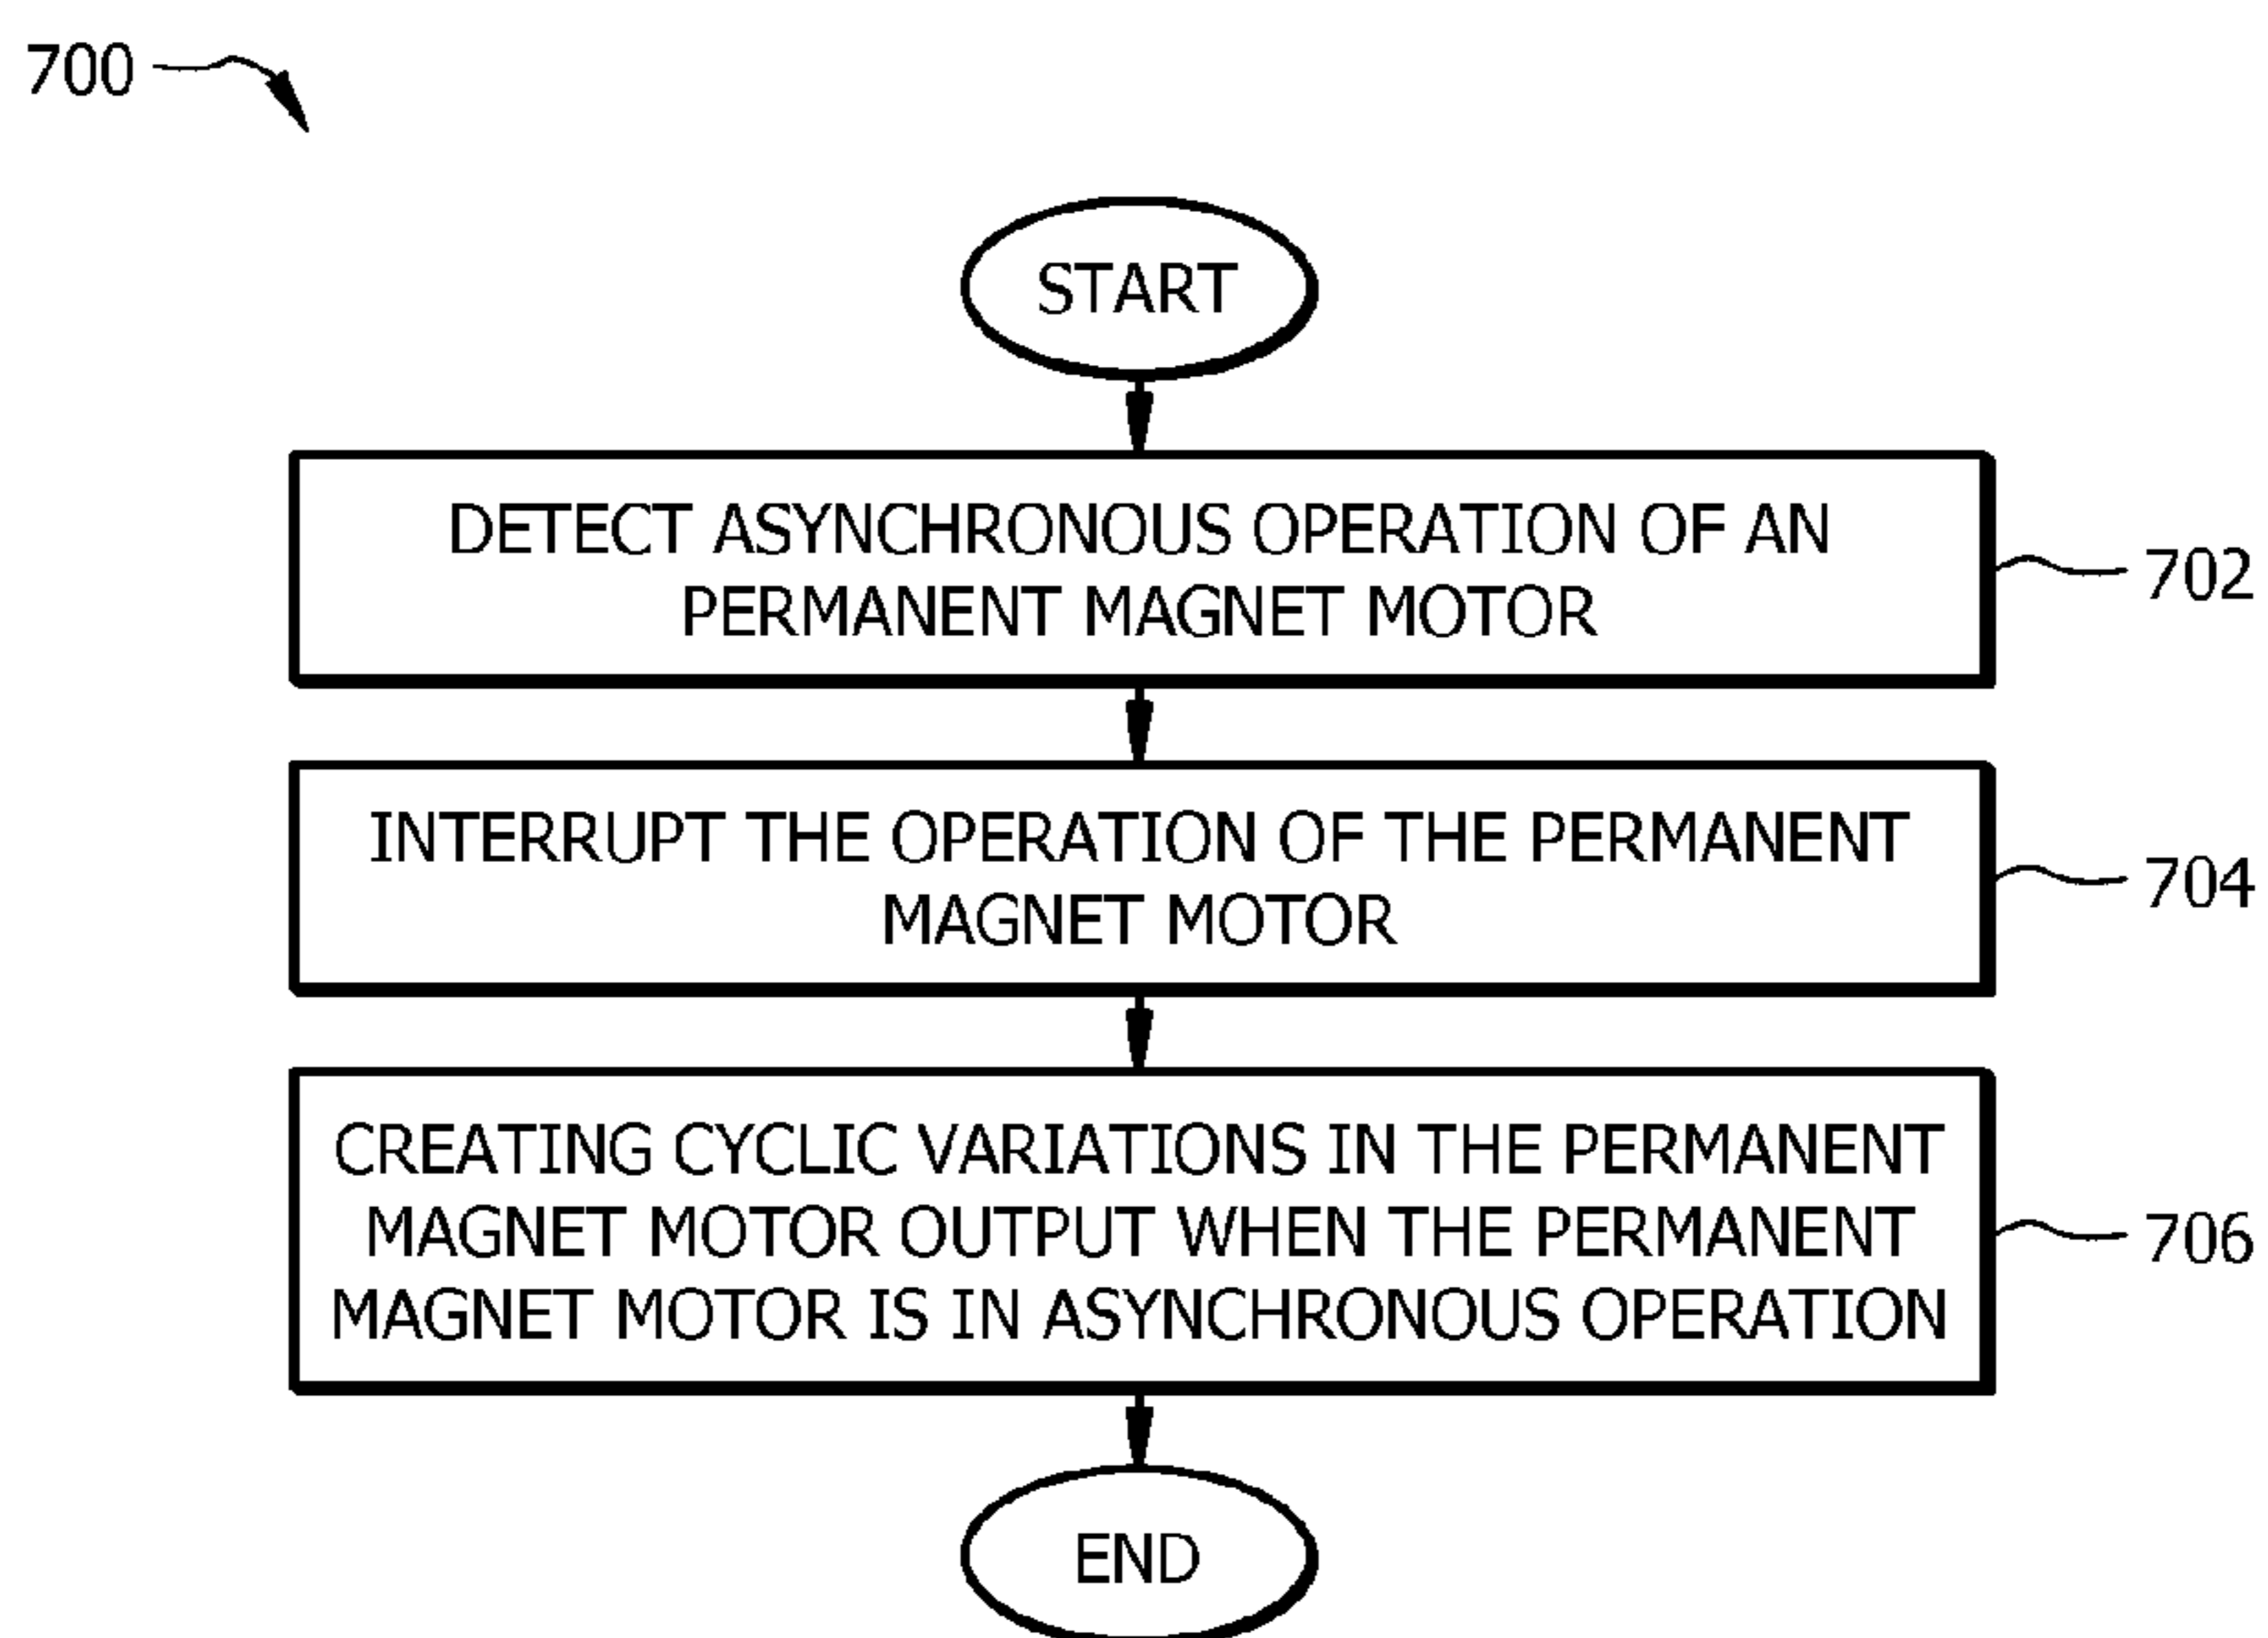 700
START
DETECT ASYNCHRONOUS OPERATION OF AN
PERMANENT MAGNET MOTOR
702
INTERRUPT THE OPERATION OF THE PERMANENT
MAGNET MOTOR
704
CREATING CYCLIC VARIATIONS IN THE PERMANENT
MAGNET MOTOR OUTPUT WHEN THE PERMANENT
MAGNET MOTOR IS IN ASYNCHRONOUS OPERATION
706
END